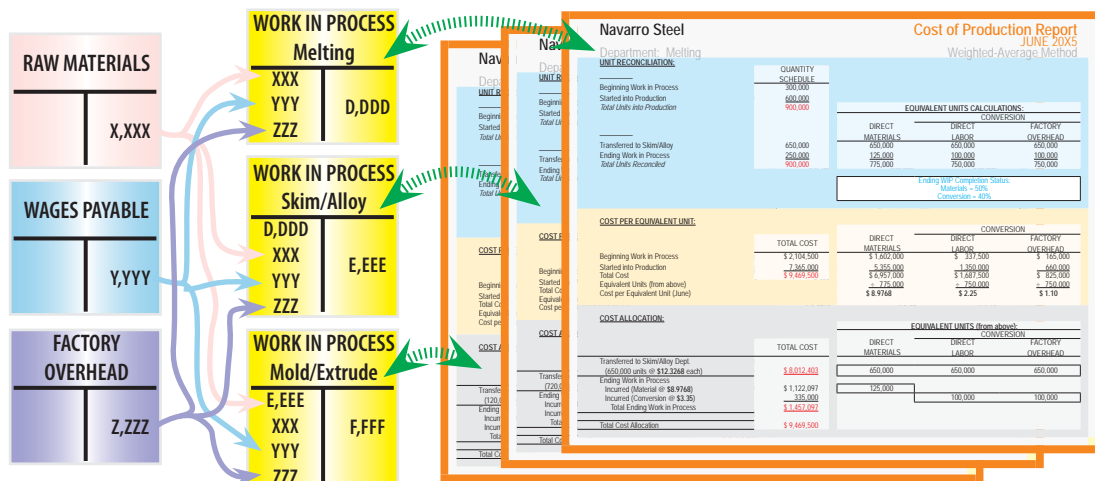 RAW MATERIALS
X,XXX
WAGES PAYABLE
Y,YYY
FACTORY
OVERHEAD
Z,ZZZ
WORK IN PROCESS
Melting
XXX
YYY
ZZZ
D,DDD
WORK IN PROCESS
Skim/Alloy
D,DDD
XXX
YYY
ZZZ
E,EEE
WORK IN PROCESS
Mold/Extrude
E,EEE
XXX
YYY
ZZZ
F,FFF
Navarro Steel
Cost of Production Report
JUNE 20X5
Department: Melting
Weighted-Average Method
UNIT RECONCILIATION:
QUANTITY
SCHEDULE
Beginning Work in Process 300,000
Started into Production 600,000
Total Units into Production 900,000
EQUIVALENT UNITS CALCULATIONS:
CONVERSION
DIRECT DIRECT FACTORY
MATERIALS LABOR OVERHEAD
Transferred to Skim/Alloy 650,000 650,000 650,000 650,000
Ending Work in Process 250,000 125,000 100,000 100,000
Total Units Reconciled 900,000 775,000 750,000 750,000
Ending WIP Completion Status:
Materials = 50%
Conversion = 40%
COST PER EQUIVALENT UNIT:
CONVERSION
DIRECT DIRECT FACTORY
TOTAL COST MATERIALS LABOR OVERHEAD
Beginning Work in Process $ 2,104,500 $ 1,602,000 $ 337,500 $ 165,000
Started into Production 7,365,000 5,355,000 1,350,000 660,000
Total Cost $ 9,469,500 $ 6,957,000 $ 1,687,500 $ 825,000
Equivalent Units (from above) ÷ 775,000 ÷ 750,000 ÷ 750,000
Cost per Equivalent Unit (June) $ 8.9768 $ 2.25 $ 1.10
COST ALLOCATION:
EQUIVALENT UNITS (from above):
CONVERSION
DIRECT DIRECT FACTORY
TOTAL COST MATERIALS LABOR OVERHEAD
Transferred to Skim/Alloy Dept.
(650,000 units @ $12.3268 each) $ 8,012,403 650,000 650,000 650,000
Ending Work in Process
Incurred (Material @ $8.9768) $ 1,122,097 125,000
Incurred (Conversion @ $3.35) 335,000 100,000 100,000
Total Ending Work in Process $ 1,457,097
Total Cost Allocation $ 9,469,500